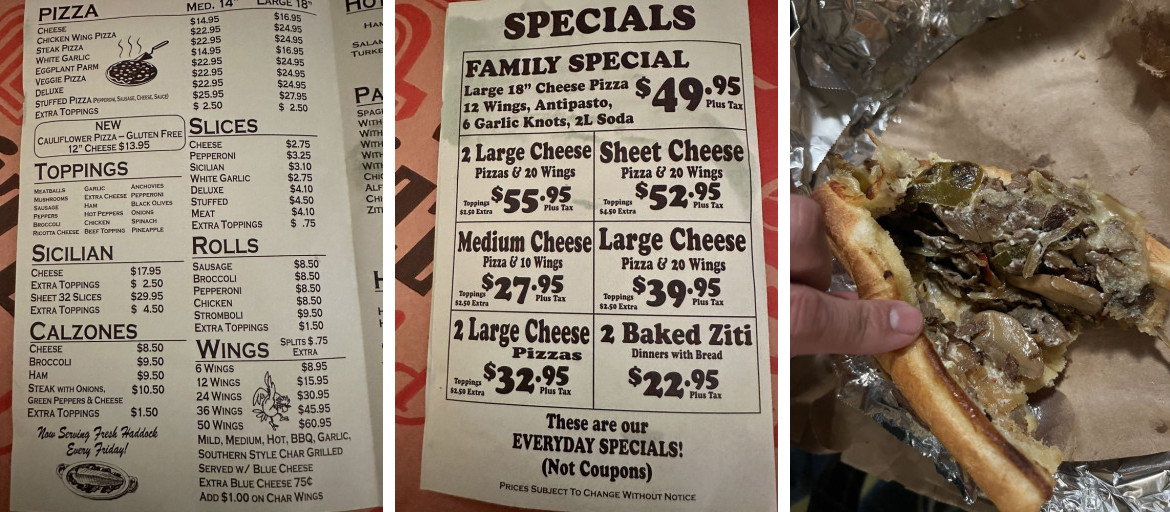 PIZZA MED. 14" LARGE 18"
CHEESE $14.95 $16.95
CHICKEN WING PIZZA $22.95 $24.95
STEAK PIZZA $22.95 $24.95
WHITE GARLIC $14.95 $16.95
EGGPLANT PARM $22.95 $24.95
VEGGIE PIZZA $22.95 $24.95
DELUXE $22.95 $24.95
STUFFED PIZZA (PEPPERONI, SAUSAGE, CHEESE, SAUCE) $25.95 $27.95
EXTRA TOPPINGS $ 2.50 $ 2.50
NEW
CAULIFLOWER PIZZA – GLUTEN FREE
12" CHEESE $13.95
TOPPINGS
MEATBALLS GARLIC ANCHOVIES
MUSHROOMS EXTRA CHEESE PEPPERONI
SAUSAGE HAM BLACK OLIVES
PEPPERS HOT PEPPERS ONIONS
BROCCOLI CHICKEN SPINACH
RICOTTA CHEESE BEEF TOPPING PINEAPPLE
SICILIAN
CHEESE $17.95
EXTRA TOPPINGS $ 2.50
SHEET 32 SLICES $29.95
EXTRA TOPPINGS $ 4.50
CALZONES
CHEESE $8.50
BROCCOLI $9.50
HAM $9.50
STEAK WITH ONIONS, $10.50
GREEN PEPPERS & CHEESE
EXTRA TOPPINGS $1.50
Now Serving Fresh Haddock
Every Friday!
SLICES
CHEESE $2.75
PEPPERONI $3.25
SICILIAN $3.10
WHITE GARLIC $2.75
DELUXE $4.10
STUFFED $4.50
MEAT $4.10
EXTRA TOPPINGS $ .75
ROLLS
SAUSAGE $8.50
BROCCOLI $8.50
PEPPERONI $8.50
CHICKEN $8.50
STROMBOLI $9.50
EXTRA TOPPINGS $1.50
WINGS SPLITS $.75 EXTRA
6 WINGS $8.95
12 WINGS $15.95
24 WINGS $30.95
36 WINGS $45.95
50 WINGS $60.95
MILD, MEDIUM, HOT, BBQ, GARLIC,
SOUTHERN STYLE CHAR GRILLED
SERVED W/ BLUE CHEESE
EXTRA BLUE CHEESE 75¢
ADD $1.00 ON CHAR WINGS
SPECIALS
FAMILY SPECIAL
Large 18" Cheese Pizza
12 Wings, Antipasto,
6 Garlic Knots, 2L Soda
$49.95 Plus Tax
2 Large Cheese
Pizzas & 20 Wings
Toppings $2.50 Extra $55.95 Plus Tax
Sheet Cheese
Pizza & 20 Wings
Toppings $4.50 Extra $52.95 Plus Tax
Medium Cheese
Pizza & 10 Wings
Toppings $2.50 Extra $27.95 Plus Tax
Large Cheese
Pizza & 20 Wings
Toppings $2.50 Extra $39.95 Plus Tax
2 Large Cheese
Pizzas
Toppings $2.50 Extra $32.95 Plus Tax
2 Baked Ziti
Dinners with Bread
$22.95 Plus Tax
These are our
EVERYDAY SPECIALS!
(Not Coupons)
PRICES SUBJECT TO CHANGE WITHOUT NOTICE